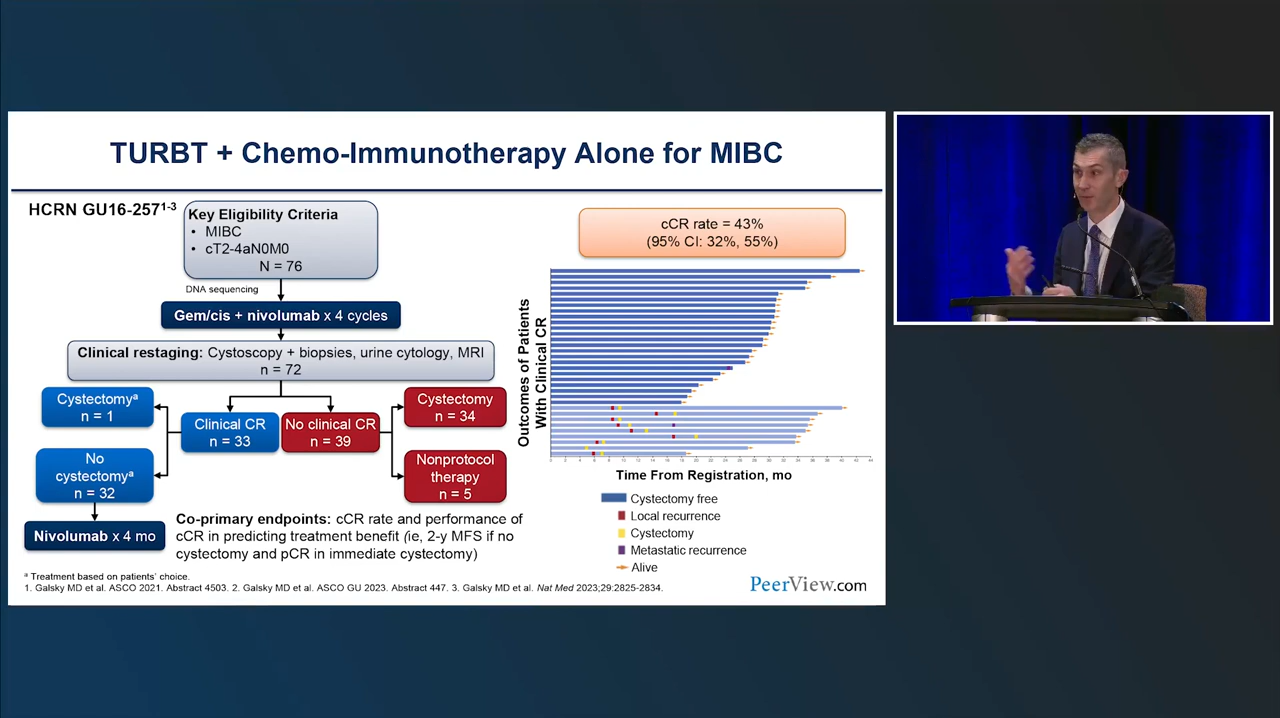 TURBT + Chemo-Immunotherapy Alone for MIBC
HCRN GU16-257¹⁻³
Key Eligibility Criteria
• MIBC
• cT2-4aN0M0
N = 76
DNA sequencing
Gem/cis + nivolumab x 4 cycles
Clinical restaging: Cystoscopy + biopsies, urine cytology, MRI
n = 72
Cystectomyᵃ
n = 1
Clinical CR
n = 33
No clinical CR
n = 39
Cystectomy
n = 34
No
cystectomyᵃ
n = 32
Nonprotocol
therapy
n = 5
Nivolumab x 4 mo
Co-primary endpoints: cCR rate and performance of
cCR in predicting treatment benefit (ie, 2-y MFS if no
cystectomy and pCR in immediate cystectomy)
cCR rate = 43%
(95% CI: 32%, 55%)
Outcomes of Patients
With Clinical CR
Time From Registration, mo
Cystectomy free
Local recurrence
Cystectomy
Metastatic recurrence
Alive
ᵃ Treatment based on patients' choice.
1. Galsky MD et al. ASCO 2021. Abstract 4503. 2. Galsky MD et al. ASCO GU 2023. Abstract 447. 3. Galsky MD et al. Nat Med 2023;29:2825-2834.
PeerView.com